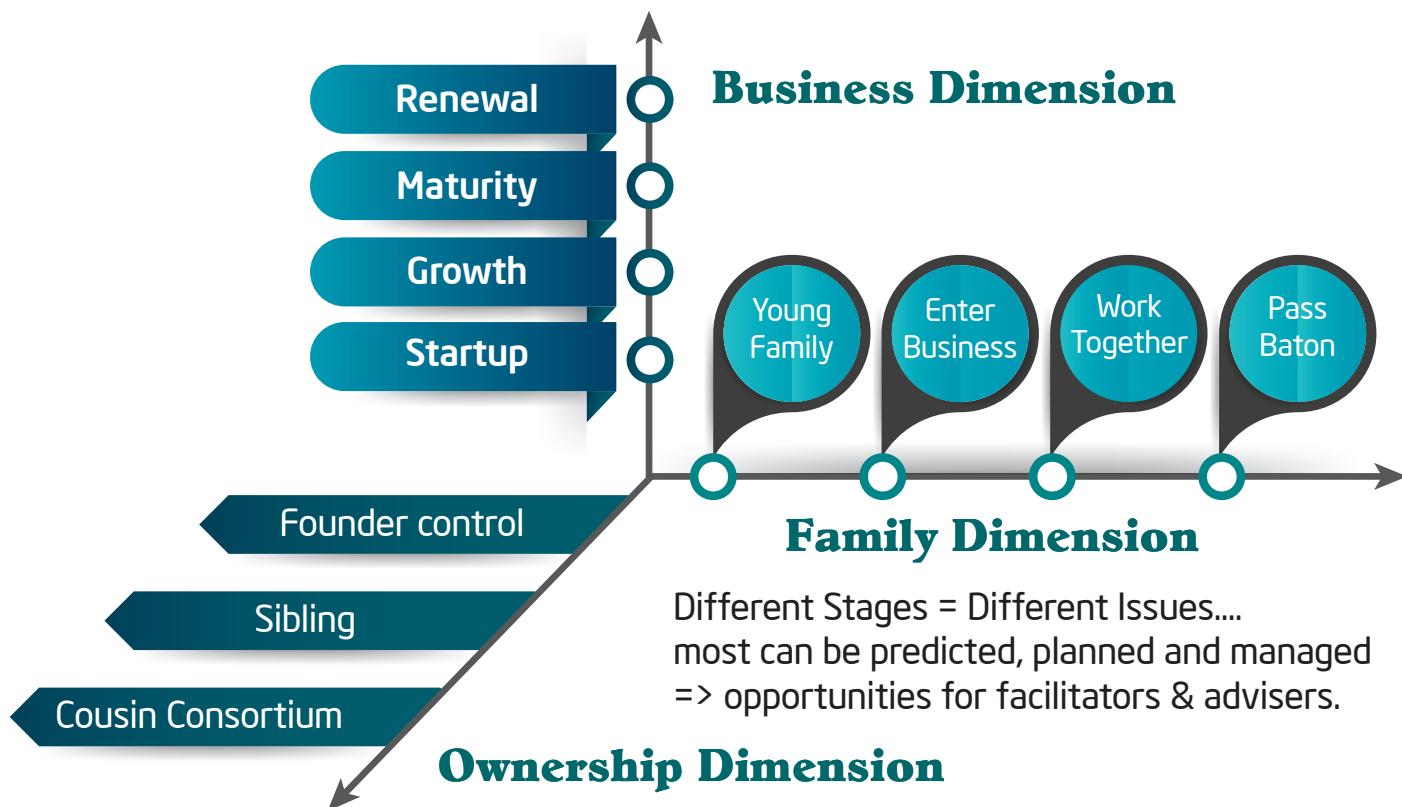 Business Dimension
Renewal
Maturity
Growth
Startup
Young
Family
Enter
Business
Work
Together
Pass
Baton
Family Dimension
Founder control
Sibling
Cousin Consortium
Ownership Dimension
Different Stages = Different Issues....
most can be predicted, planned and managed
=> opportunities for facilitators & advisers.